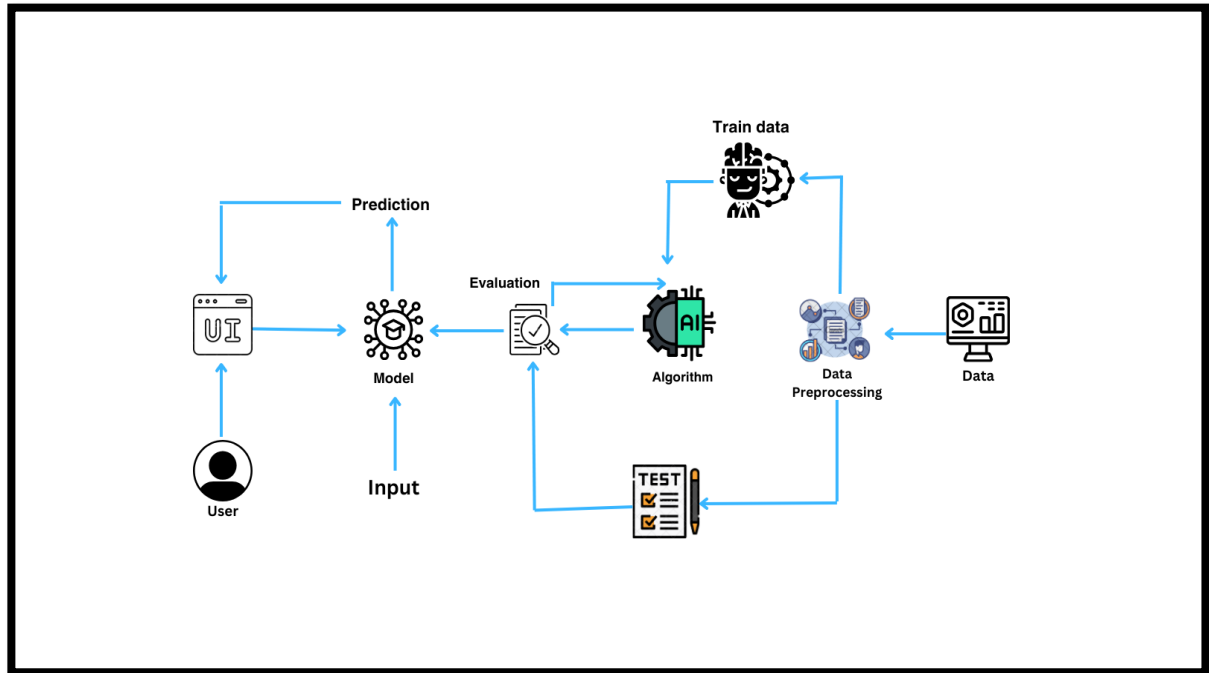 Train data
Prediction
Evaluation
UI
AI
Model
Algorithm
Data
Preprocessing
Data
Input
TEST
User